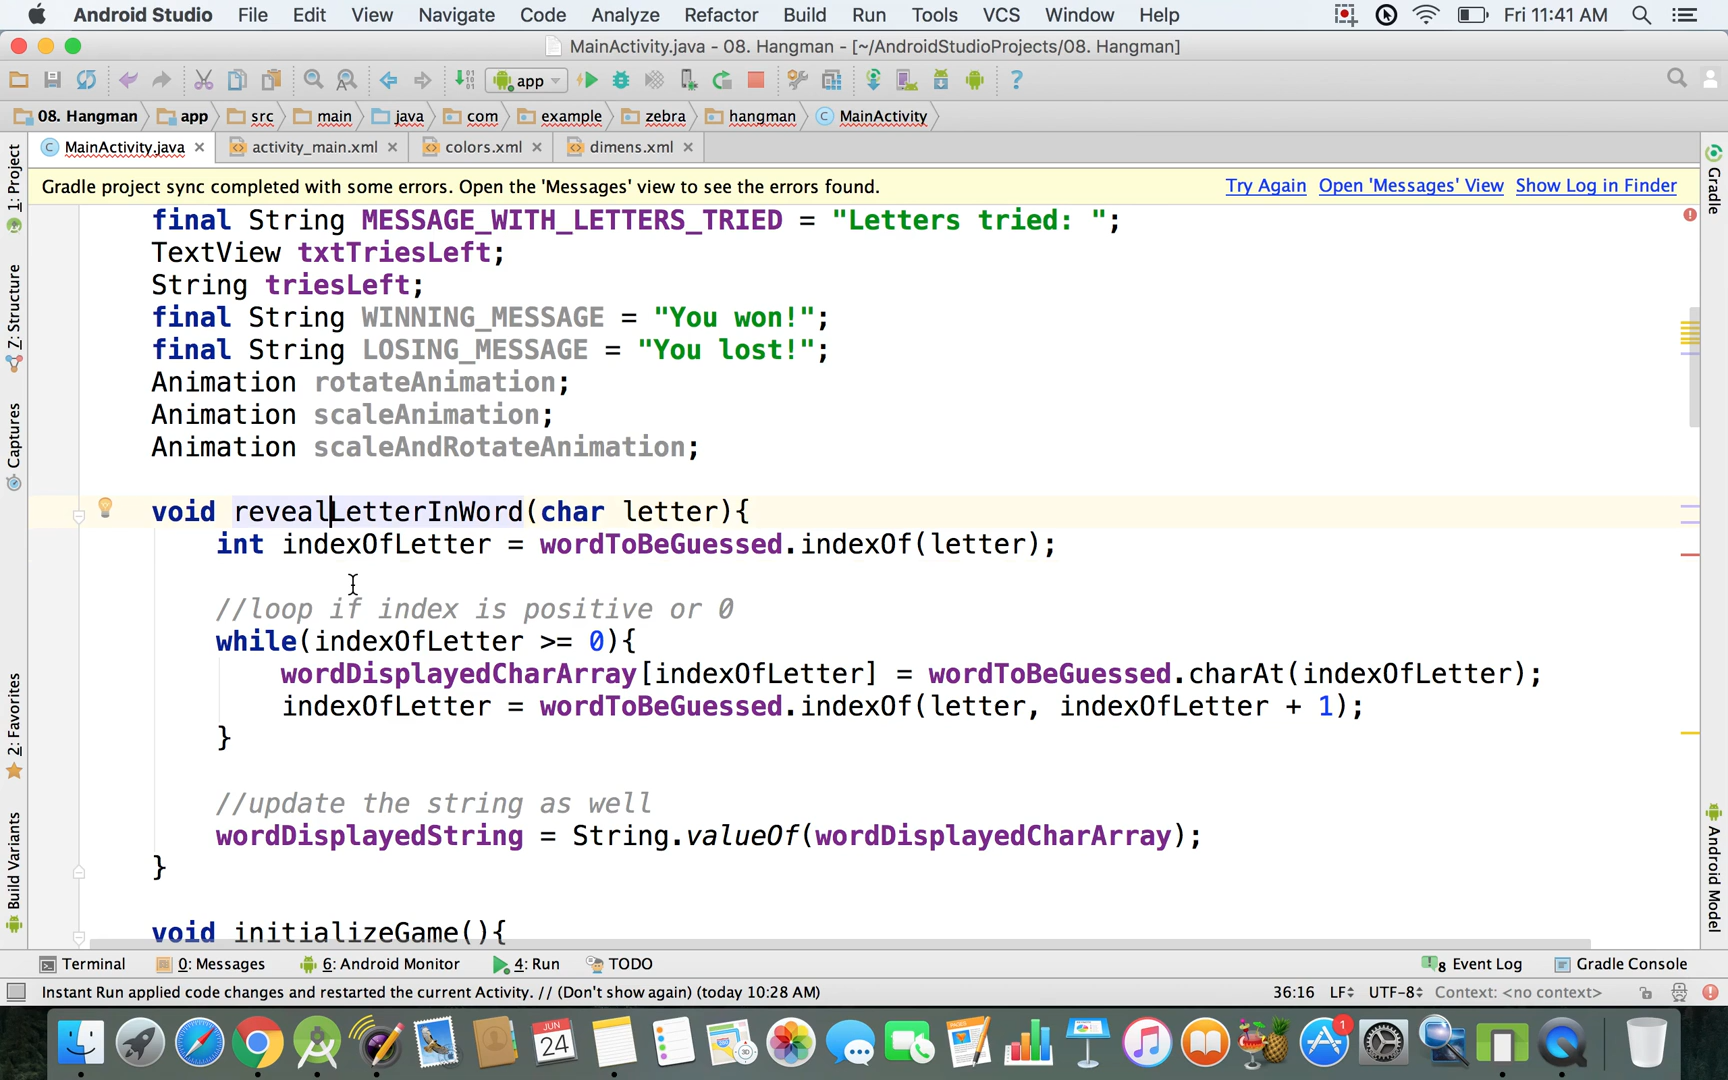 Android Studio File Edit View Navigate Code Analyze Refactor Build Run Tools VCS Window Help Fri 11:41 AM
MainActivity.java - 08. Hangman - [~/AndroidStudioProjects/08. Hangman]
app
08. Hangman app src main java com example zebra hangman MainActivity
MainActivity.java activity_main.xml colors.xml dimens.xml
Gradle project sync completed with some errors. Open the 'Messages' view to see the errors found. Try Again Open 'Messages' View Show Log in Finder
final String MESSAGE_WITH_LETTERS_TRIED = "Letters tried: ";
TextView txtTriesLeft;
String triesLeft;
final String WINNING_MESSAGE = "You won!";
final String LOSING_MESSAGE = "You lost!";
Animation rotateAnimation;
Animation scaleAnimation;
Animation scaleAndRotateAnimation;
void revealLetterInWord(char letter){
int indexOfLetter = wordToBeGuessed.indexOf(letter);
//loop if index is positive or 0
while(indexOfLetter >= 0){
wordDisplayedCharArray[indexOfLetter] = wordToBeGuessed.charAt(indexOfLetter);
indexOfLetter = wordToBeGuessed.indexOf(letter, indexOfLetter + 1);
}
//update the string as well
wordDisplayedString = String.valueOf(wordDisplayedCharArray);
}
void initializeGame(){
1: Project
7: Structure
Captures
2: Favorites
Build Variants
Gradle
Android Model
Terminal 0: Messages 6: Android Monitor 4: Run TODO 8 Event Log Gradle Console
Instant Run applied code changes and restarted the current Activity. // (Don't show again) (today 10:28 AM) 36:16 LF UTF-8 Context: <no context>
JUN
24
1